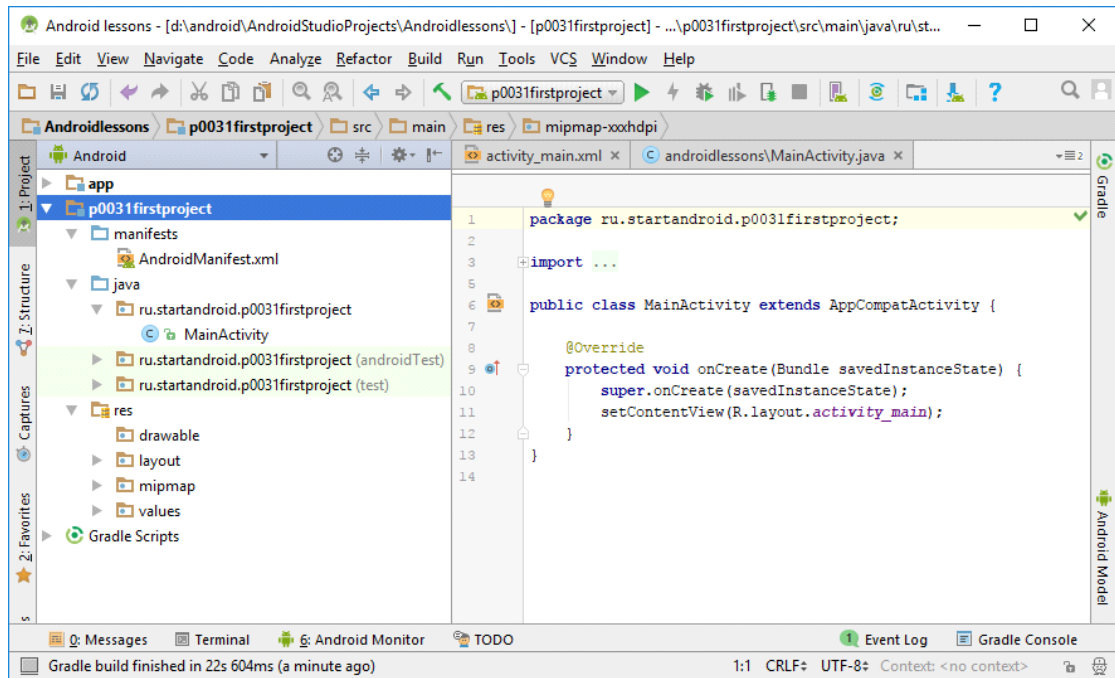 Android lessons - [d:\android\AndroidStudioProjects\Androidlessons\] - [p0031firstproject] - ...\p0031firstproject\src\main\java\ru\st...
File Edit View Navigate Code Analyze Refactor Build Run Tools VCS Window Help
p0031firstproject
Androidlessons p0031firstproject src main res mipmap-xxxhdpi
Android
activity_main.xml
androidlessons\MainActivity.java
2
1: Project
Z: Structure
Captures
2: Favorites
app
p0031firstproject
manifests
AndroidManifest.xml
java
ru.startandroid.p0031firstproject
MainActivity
ru.startandroid.p0031firstproject (androidTest)
ru.startandroid.p0031firstproject (test)
res
drawable
layout
mipmap
values
Gradle Scripts
1 package ru.startandroid.p0031firstproject;
2
3 import ...
5
6 public class MainActivity extends AppCompatActivity {
7
8 @Override
9 protected void onCreate(Bundle savedInstanceState) {
10 super.onCreate(savedInstanceState);
11 setContentView(R.layout.activity_main);
12 }
13 }
14
Gradle
Android Model
0: Messages Terminal 6: Android Monitor TODO 1 Event Log Gradle Console
Gradle build finished in 22s 604ms (a minute ago) 1:1 CRLF UTF-8 Context: <no context>